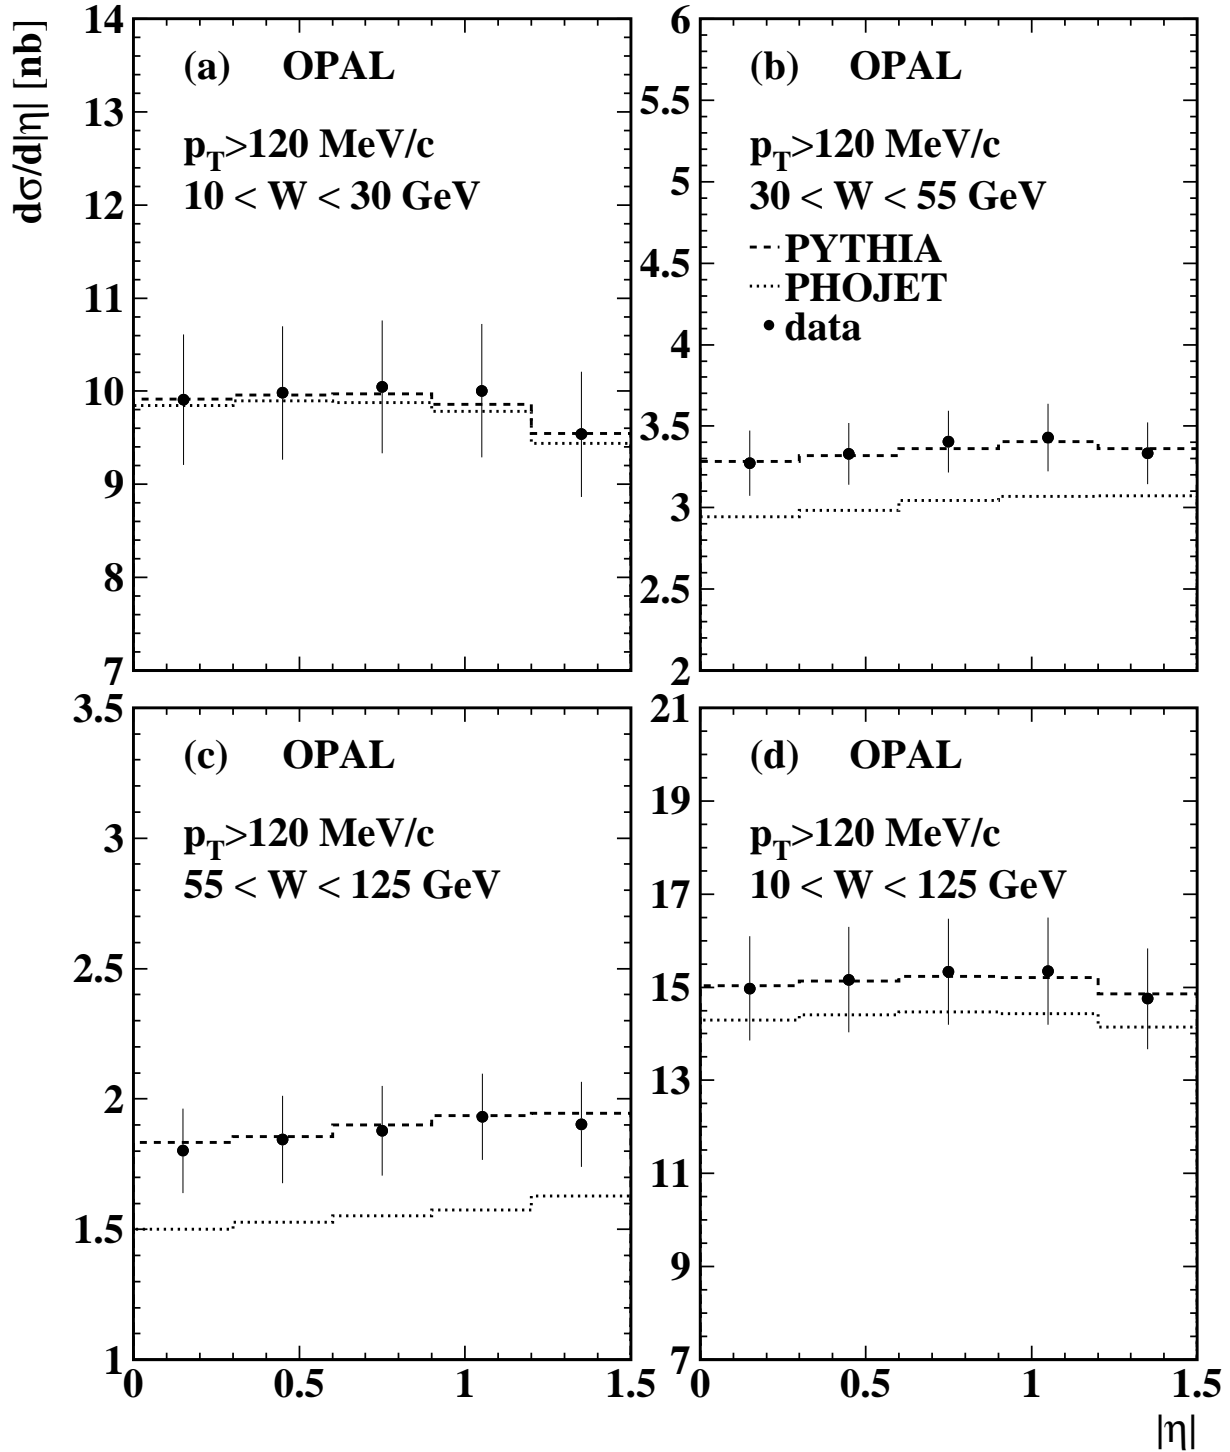 dσ/d|η| [nb]
14
13
12
11
10
9
8
7
(a) OPAL
p_T>120 MeV/c
10 < W < 30 GeV
6
5.5
5
4.5
4
3.5
3
2.5
2
(b) OPAL
p_T>120 MeV/c
30 < W < 55 GeV
PYTHIA
PHOJET
data
3.5
3
2.5
2
1.5
1
(c) OPAL
p_T>120 MeV/c
55 < W < 125 GeV
0 0.5 1 1.5
21
19
17
15
13
11
9
7
(d) OPAL
p_T>120 MeV/c
10 < W < 125 GeV
0 0.5 1 1.5
|η|